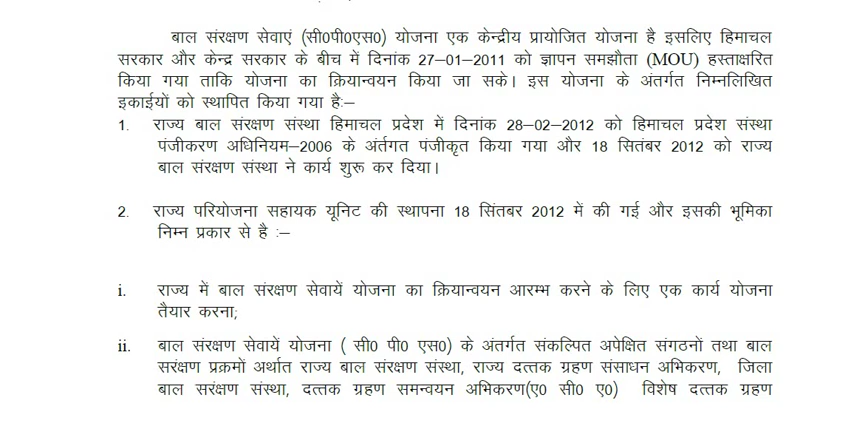 बाल संरक्षण सेवाएं (सी0पी0एस0) योजना एक केन्द्रीय प्रायोजित योजना है इसलिए हिमाचल
सरकार और केन्द्र सरकार के बीच में दिनांक 27–01–2011 को ज्ञापन समझौता (MOU) हस्ताक्षरित
किया गया ताकि योजना का क्रियान्वयन किया जा सके। इस योजना के अंतर्गत निम्नलिखित
इकाईयों को स्थापित किया गया है:–
1. राज्य बाल संरक्षण संस्था हिमाचल प्रदेश में दिनांक 28–02–2012 को हिमाचल प्रदेश संस्था
पंजीकरण अधिनियम–2006 के अंर्तगत पंजीकृत किया गया और 18 सितंबर 2012 को राज्य
बाल संरक्षण संस्था ने कार्य शुरू कर दिया।
2. राज्य परियोजना सहायक यूनिट की स्थापना 18 सिंतबर 2012 में की गई और इसकी भूमिका
निम्न प्रकार से है :–
i. राज्य में बाल संरक्षण सेवायें योजना का क्रियान्वयन आरम्भ करने के लिए एक कार्य योजना
तैयार करना;
ii. बाल संरक्षण सेवायें योजना ( सी0 पी0 एस0) के अंतर्गत संकल्पित अपेक्षित संगठनों तथा बाल
सरंक्षण प्रक्रमों अर्थात राज्य बाल संरक्षण संस्था, राज्य दत्तक ग्रहण संसाधन अभिकरण, जिला
बाल सरंक्षण संस्था, दत्तक ग्रहण समन्वयन अभिकरण(ए0 सी0 ए0) विशेष दत्तक ग्रहण